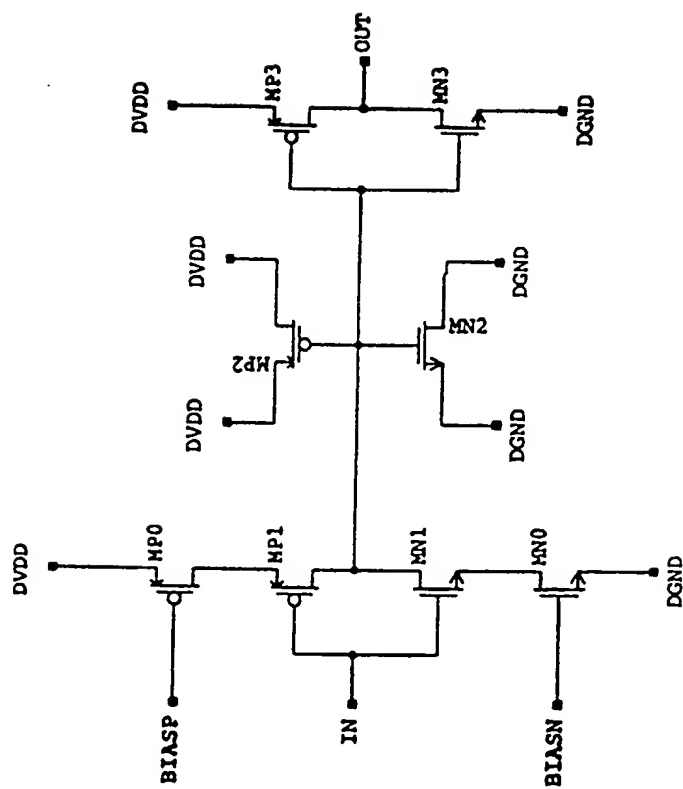 DVDD
MP0
BIASP
MP1
IN
MN1
BIASN
MN0
DGND
DVDD
DVDD
MP2
MN2
DGND
DGND
DVDD
MP3
OUT
MN3
DGND